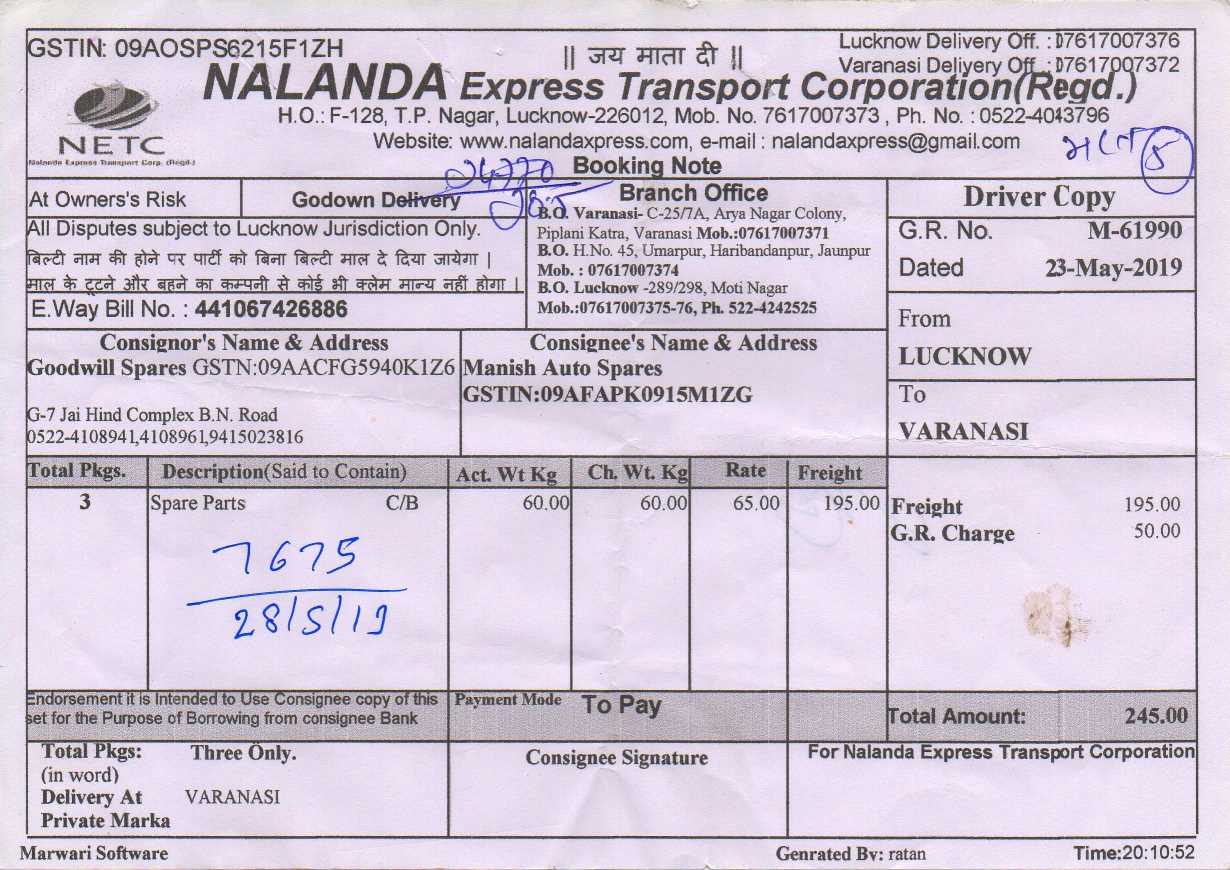 GSTIN: 09AOSPS6215F1ZH
|| जय माता दी ||
Lucknow Delivery Off. : 07617007376
Varanasi Delivery Off. : 07617007372
NALANDA Express Transport Corporation(Regd.)
H.O.: F-128, T.P. Nagar, Lucknow-226012, Mob. No. 7617007373 , Ph. No. : 0522-4043796
Website: www.nalandaxpress.com, e-mail : nalandaxpress@gmail.com
NETC
Nalanda Express Transport Corp. (Regd.)
5
Booking Note
At Owners's Risk
Godown Delivery
All Disputes subject to Lucknow Jurisdiction Only.
बिल्टी नाम की होने पर पार्टी को बिना बिल्टी माल दे दिया जायेगा |
माल के टूटने और बहने का कम्पनी से कोई भी क्लेम मान्य नहीं होगा |
E.Way Bill No. : 441067426886
Branch Office
B.O. Varanasi- C-25/7A, Arya Nagar Colony,
Piplani Katra, Varanasi Mob.:07617007371
B.O. H.No. 45, Umarpur, Haribandanpur, Jaunpur
Mob. : 07617007374
B.O. Lucknow -289/298, Moti Nagar
Mob.:07617007375-76, Ph. 522-4242525
Driver Copy
G.R. No. M-61990
Dated 23-May-2019
From
LUCKNOW
To
VARANASI
Consignor's Name & Address
Goodwill Spares GSTN:09AACFG5940K1Z6
G-7 Jai Hind Complex B.N. Road
0522-4108941,4108961,9415023816
Consignee's Name & Address
Manish Auto Spares
GSTIN:09AFAPK0915M1ZG
Total Pkgs. Description(Said to Contain) Act. Wt Kg Ch. Wt. Kg Rate Freight
3 Spare Parts C/B 60.00 60.00 65.00 195.00
Freight 195.00
G.R. Charge 50.00
7675
28/5/19
Endorsement it is Intended to Use Consignee copy of this
set for the Purpose of Borrowing from consignee Bank
Payment Mode To Pay
Total Amount: 245.00
Total Pkgs: Three Only.
(in word)
Delivery At VARANASI
Private Marka
Consignee Signature
For Nalanda Express Transport Corporation
Marwari Software
Genrated By: ratan
Time:20:10:52